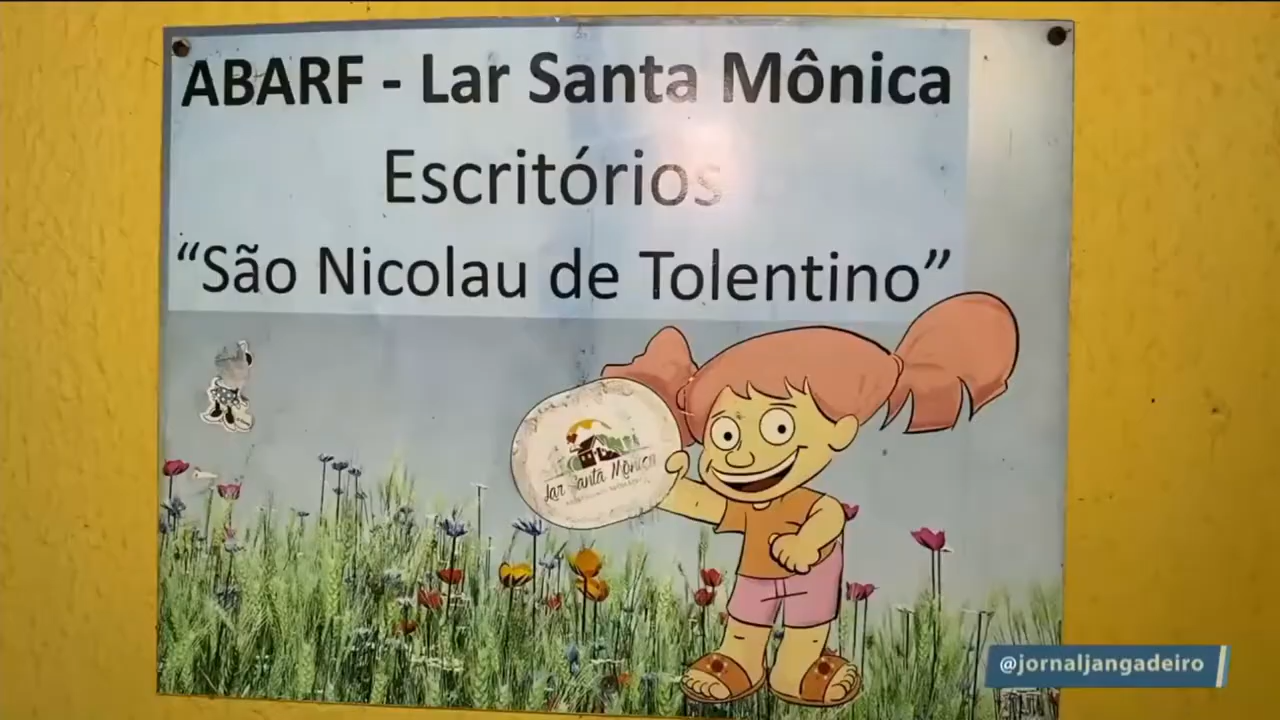 ABARF - Lar Santa Mônica
Escritórios
“São Nicolau de Tolentino”
Lar Santa Mônica
@jornaljangadeiro